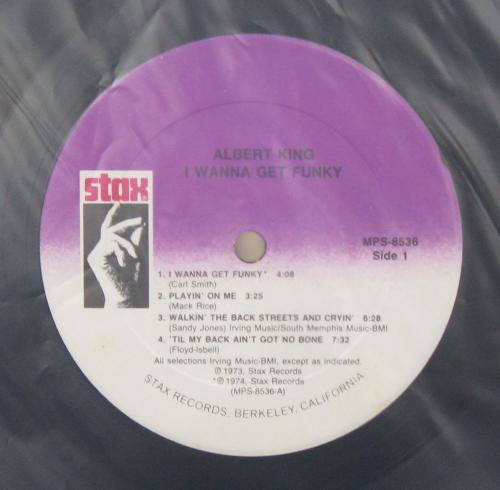 ALBERT KING
I WANNA GET FUNKY
stax
MPS-8536
Side 1
1. I WANNA GET FUNKY* 4:08
(Carl Smith)
2. PLAYIN' ON ME 3:25
(Mack Rice)
3. WALKIN' THE BACK STREETS AND CRYIN' 6:28
(Sandy Jones) Irving Music/South Memphis Music-BMI
4. 'TIL MY BACK AIN'T GOT NO BONE 7:32
(Floyd-Isbell)
All selections Irving Music-BMI, except as indicated.
℗ 1973, Stax Records
*℗ 1974, Stax Records
(MPS-8536-A)
STAX RECORDS, BERKELEY, CALIFORNIA